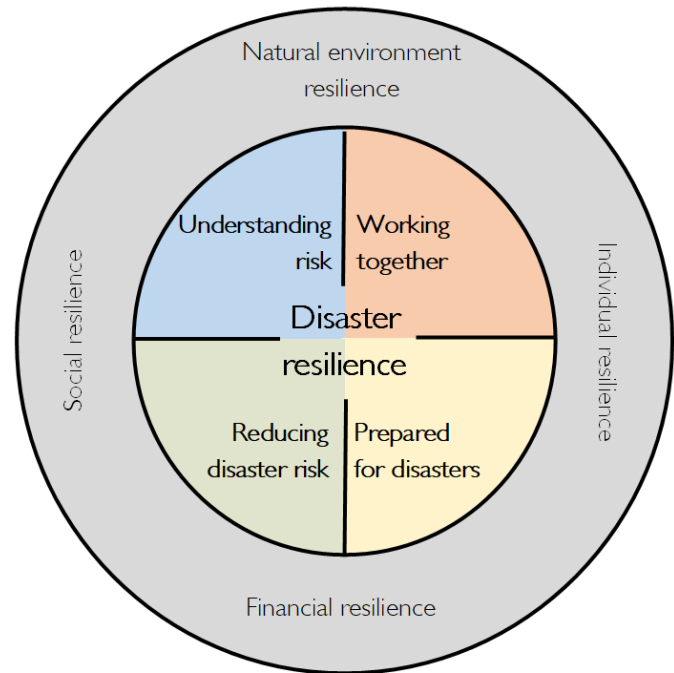 Natural environment
resilience
Social resilience
Individual resilience
Understanding
risk
Working
together
Disaster
resilience
Reducing
disaster risk
Prepared
for disasters
Financial resilience